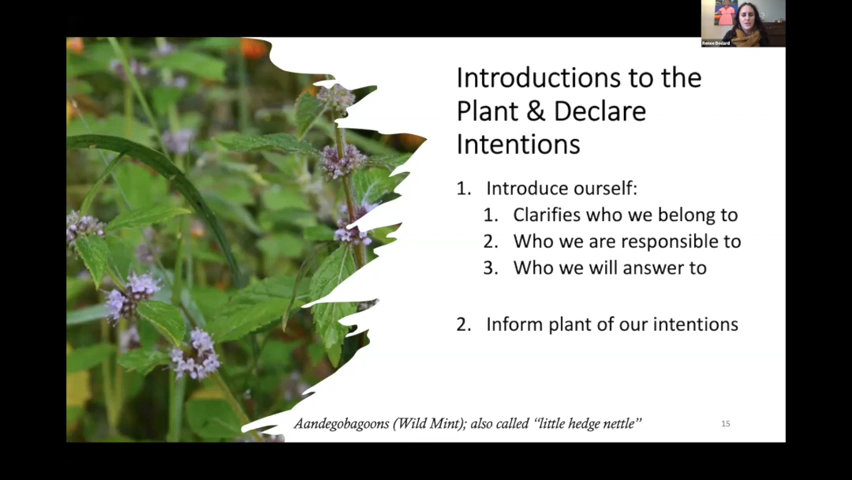 Renee Bedard
Introductions to the
Plant & Declare
Intentions
1. Introduce ourself:
1. Clarifies who we belong to
2. Who we are responsible to
3. Who we will answer to
2. Inform plant of our intentions
Aandegobagoons (Wild Mint); also called “little hedge nettle”
15